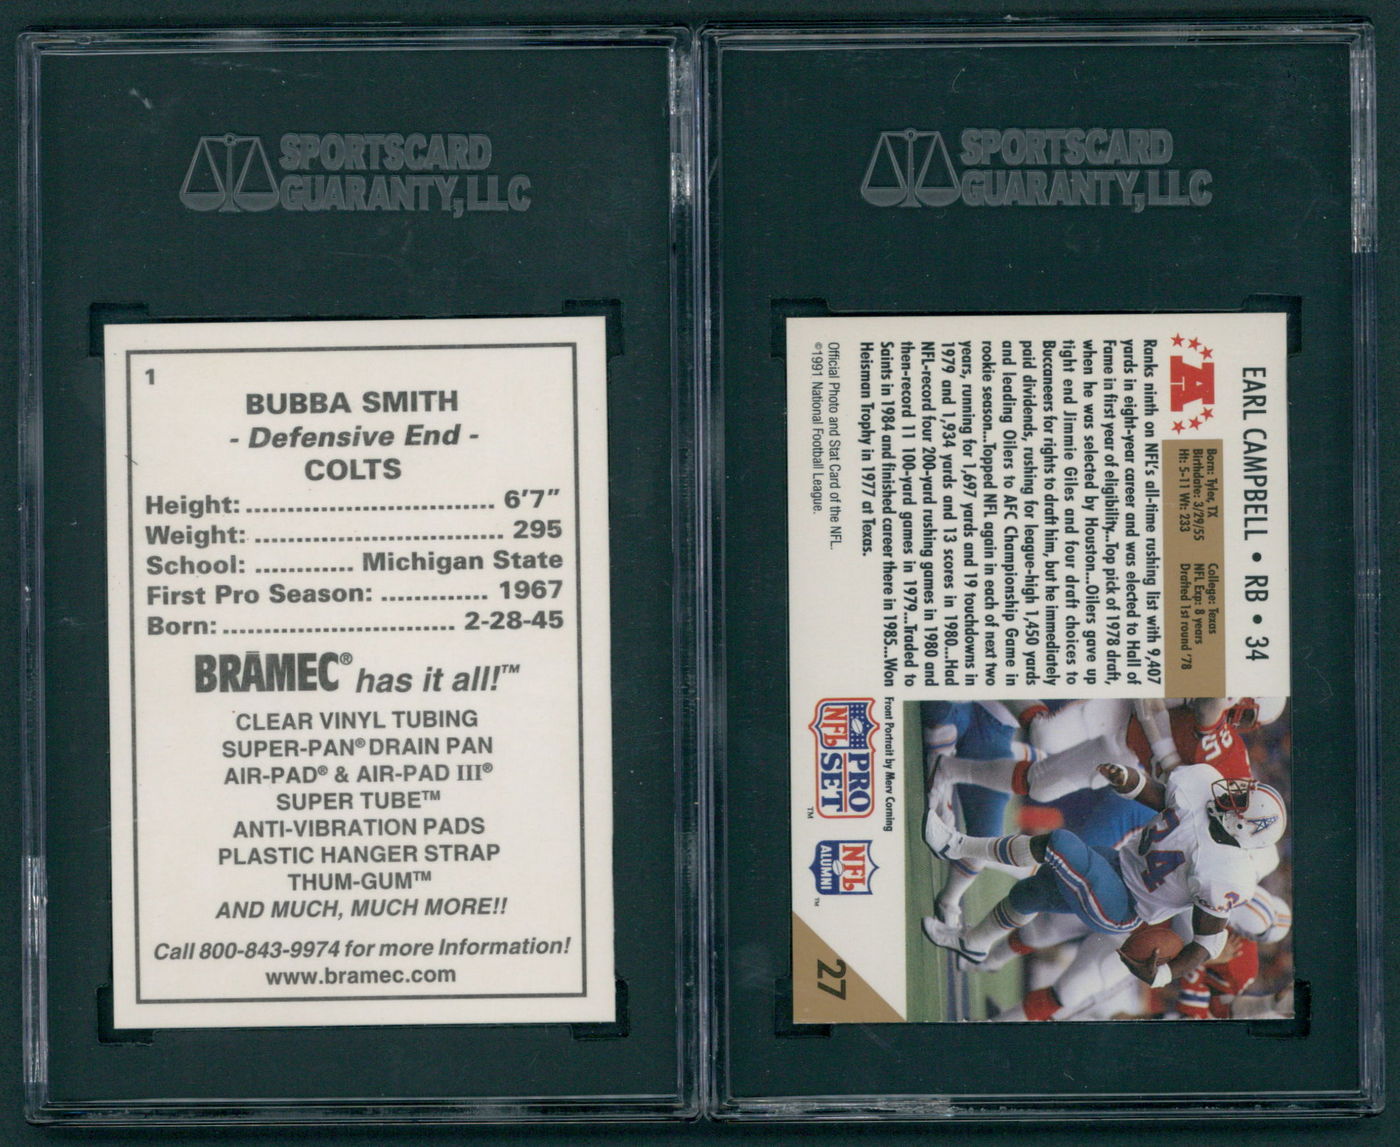 SPORTSCARD
GUARANTY, LLC
1
BUBBA SMITH
- Defensive End -
COLTS
Height: ............................. 6'7"
Weight: ............................. 295
School: ............ Michigan State
First Pro Season: ............. 1967
Born: ........................... 2-28-45
BRĀMEC® has it all!™
CLEAR VINYL TUBING
SUPER-PAN® DRAIN PAN
AIR-PAD® & AIR-PAD III®
SUPER TUBE™
ANTI-VIBRATION PADS
PLASTIC HANGER STRAP
THUM-GUM™
AND MUCH, MUCH MORE!!
Call 800-843-9974 for more Information!
www.bramec.com
SPORTSCARD
GUARANTY, LLC
EARL CAMPBELL • RB • 34
A
Born: Tyler, TX College: Texas
Birthdate: 3/29/55 NFL Exp: 8 years
Ht: 5-11 Wt: 233 Drafted 1st round '78
Ranks ninth on NFL's all-time rushing list with 9,407
yards in eight-year career and was elected to Hall of
Fame in first year of eligibility...Top pick of 1978 draft,
when he was selected by Houston...Oilers gave up
tight end Jimmie Giles and four draft choices to
Buccaneers for rights to draft him, but he immediately
paid dividends, rushing for league-high 1,450 yards
and leading Oilers to AFC Championship Game in
rookie season...Topped NFL again in each of next two
years, running for 1,697 yards and 19 touchdowns in
1979 and 1,934 yards and 13 scores in 1980...Had
NFL-record four 200-yard rushing games in 1980 and
then-record 11 100-yard games in 1979...Traded to
Saints in 1984 and finished career there in 1985...Won
Heisman Trophy in 1977 at Texas.
Official Photo and Stat Card of the NFL.
©1991 National Football League.
Front Portrait by Merv Corning
NFL PRO SET™
NFL ALUMNI™
27
34